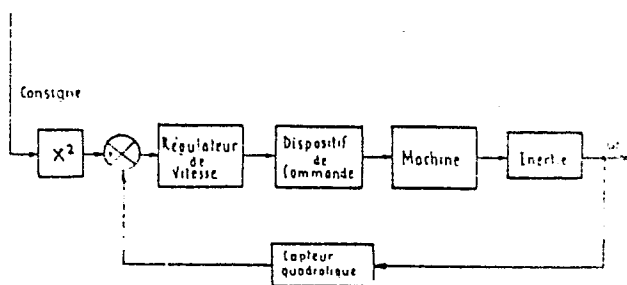 Consigne
X²
Régulateur
de
Vitesse
Dispositif
de
Commande
Machine
Inertie
Capteur
quadratique